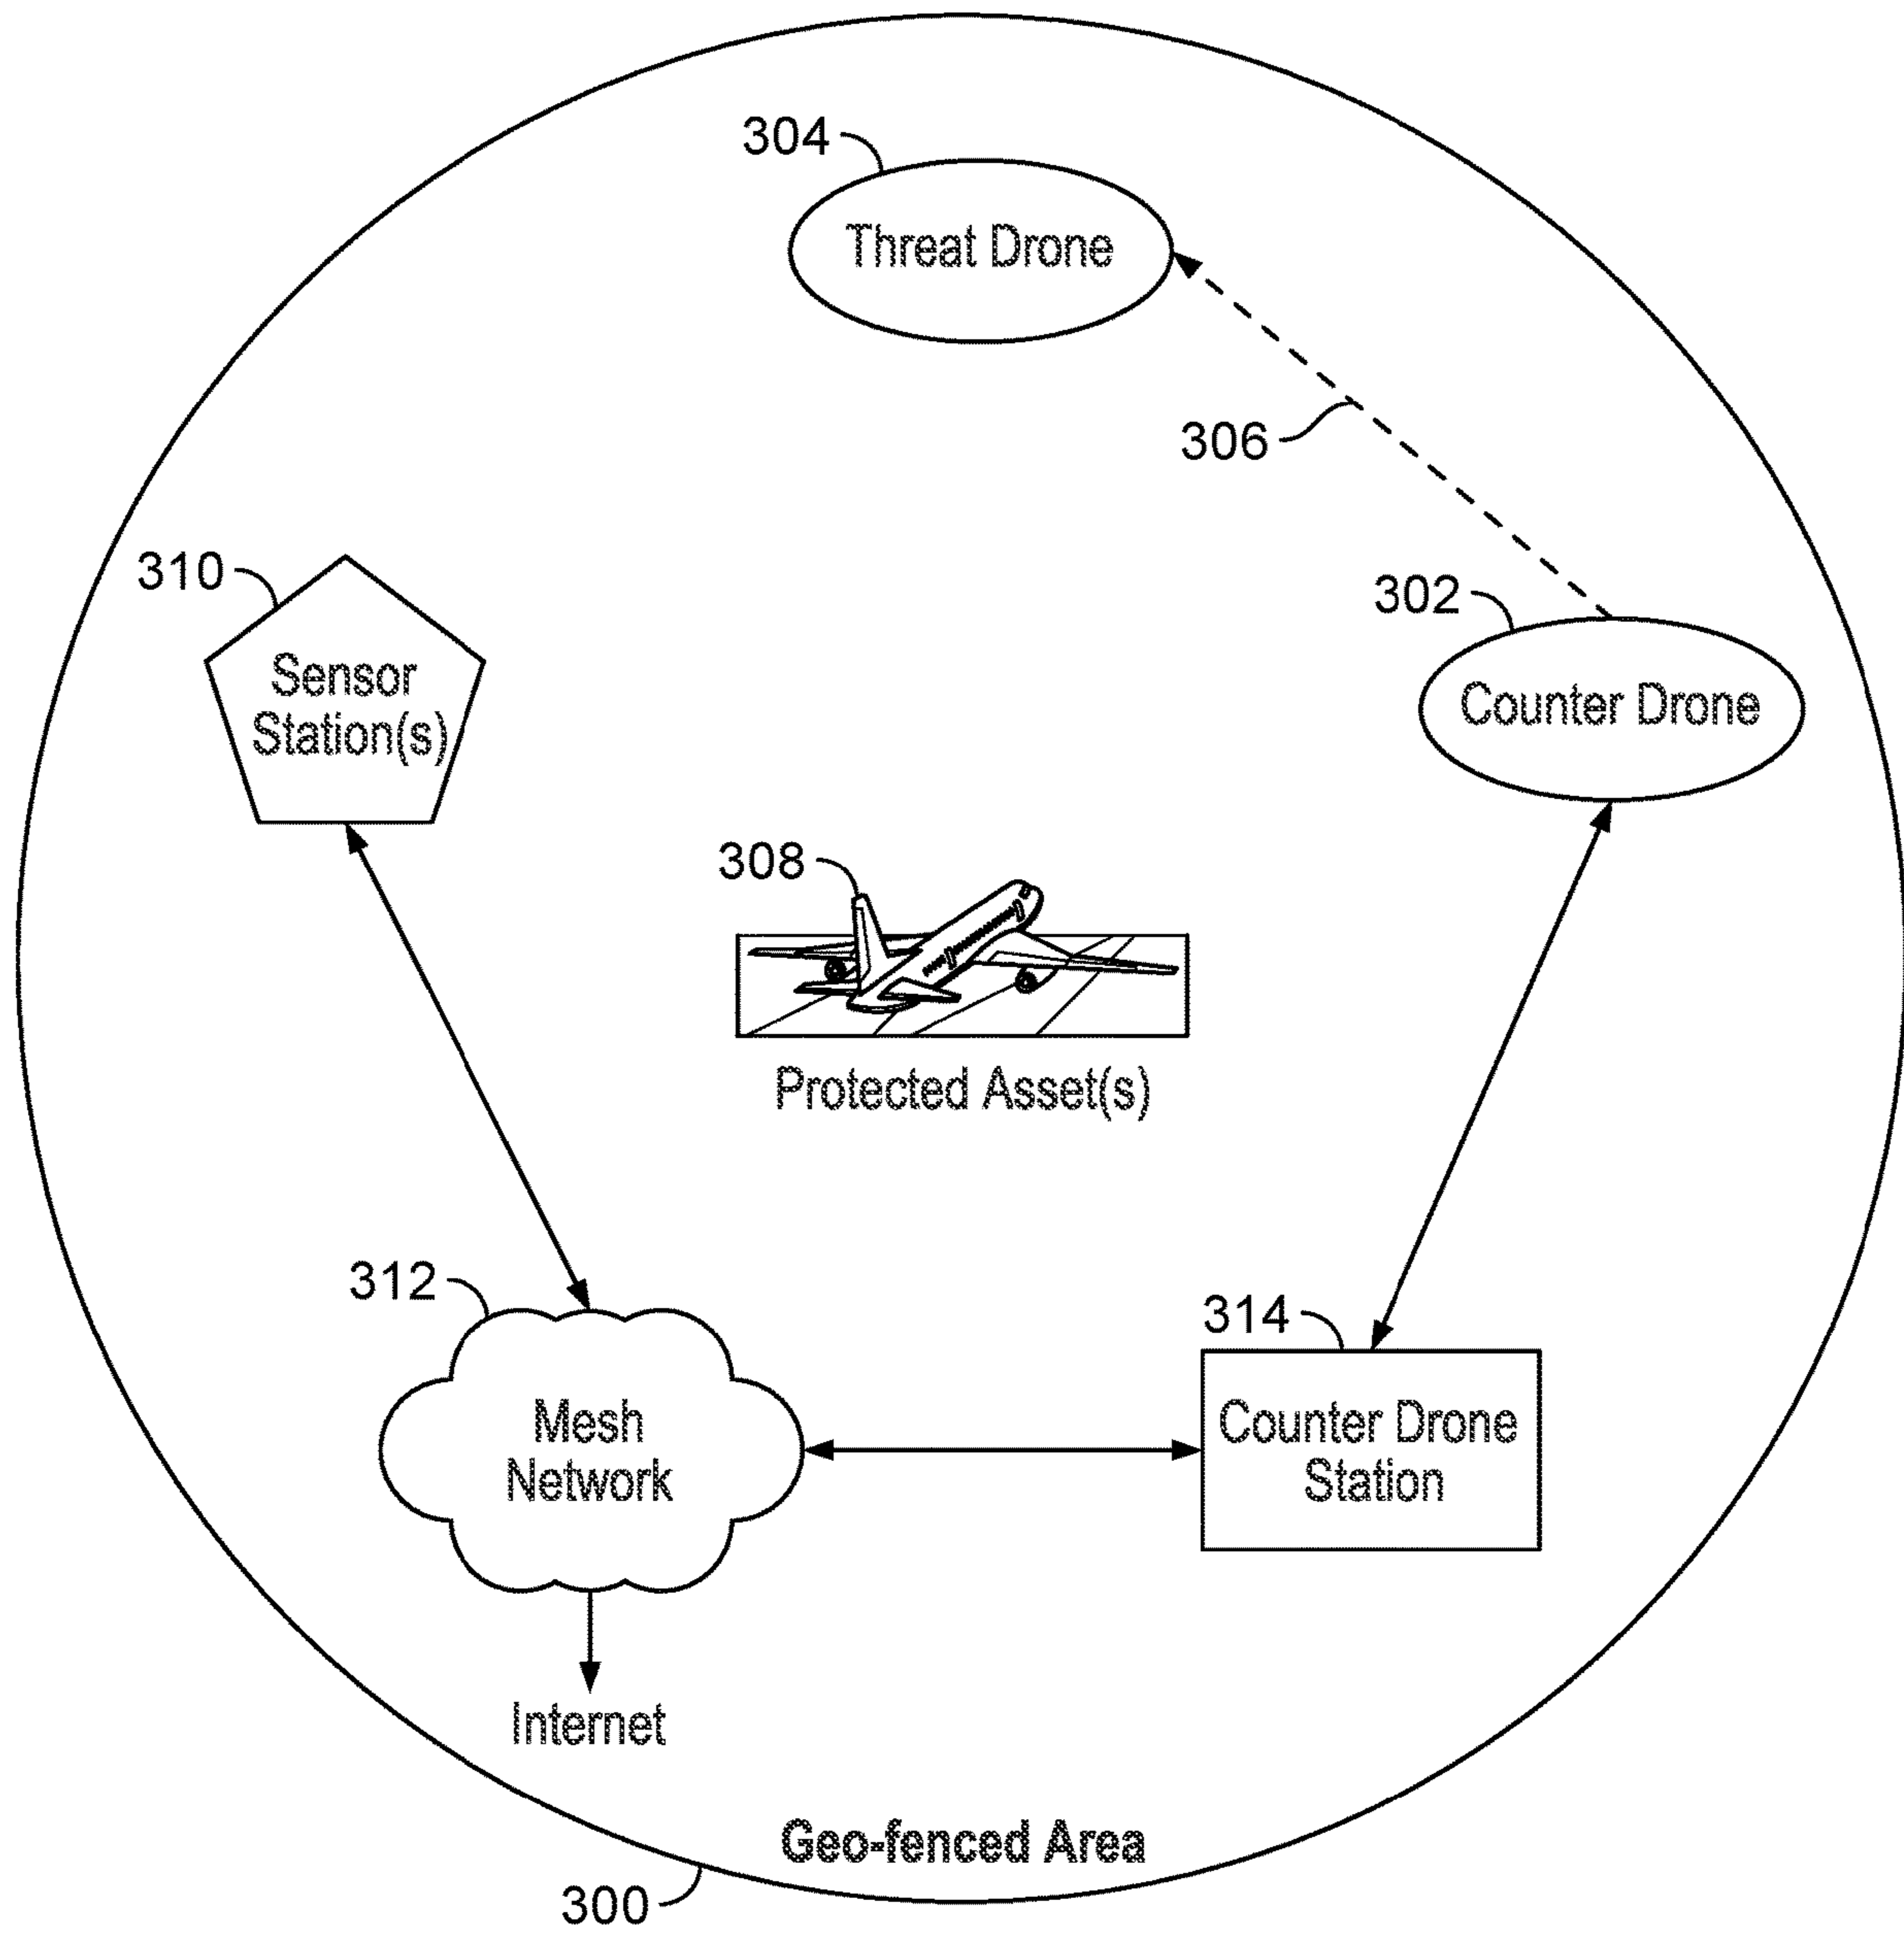 304
Threat Drone
306
310
302
Sensor
Station(s)
Counter Drone
308
Protected Asset(s)
312
314
Mesh
Network
Counter Drone
Station
Internet
Geo-fenced Area
300